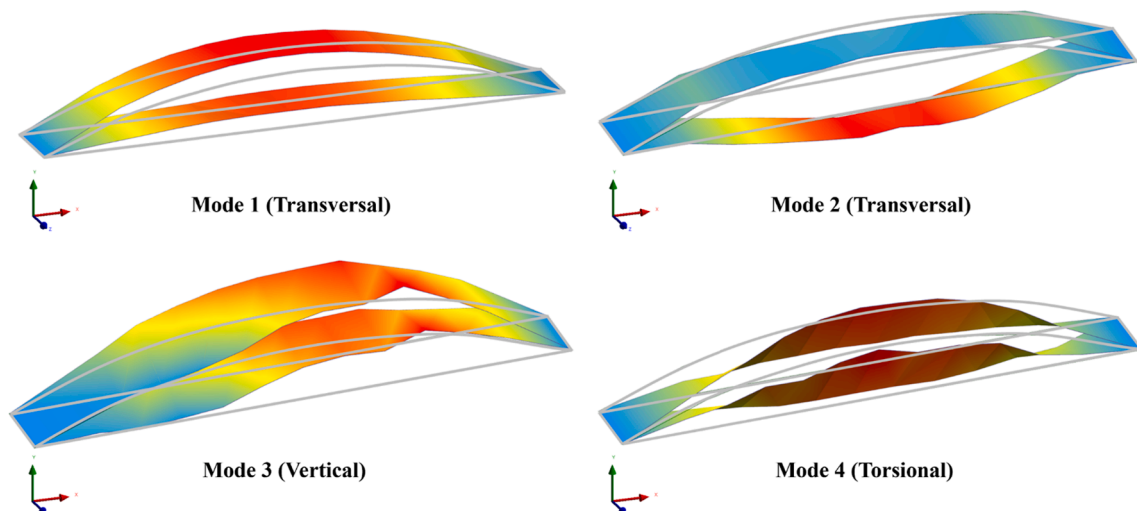 Mode 1 (Transversal)
Mode 2 (Transversal)
Mode 3 (Vertical)
Mode 4 (Torsional)